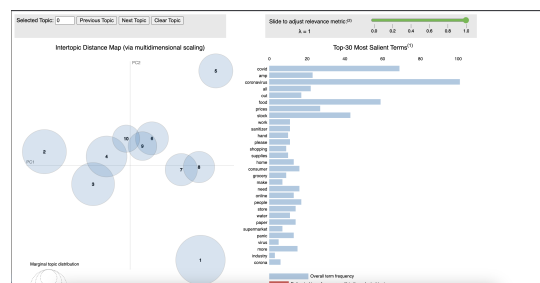 Selected Topic: 0 Previous Topic Next Topic Clear Topic
Slide to adjust relevance metric:(2)
λ = 1
0.0 0.2 0.4 0.6 0.8 1.0
Intertopic Distance Map (via multidimensional scaling)
PC2
PC1
5
2
10
6
9
4
7
8
3
1
Marginal topic distribution
Top-30 Most Salient Terms(1)
0 20 40 60 80 100
covid
amp
coronavirus
all
out
food
prices
stock
work
sanitizer
hand
please
shopping
supplies
home
consumer
grocery
make
need
online
people
store
water
paper
supermarket
panic
virus
more
industry
corona
Overall term frequency